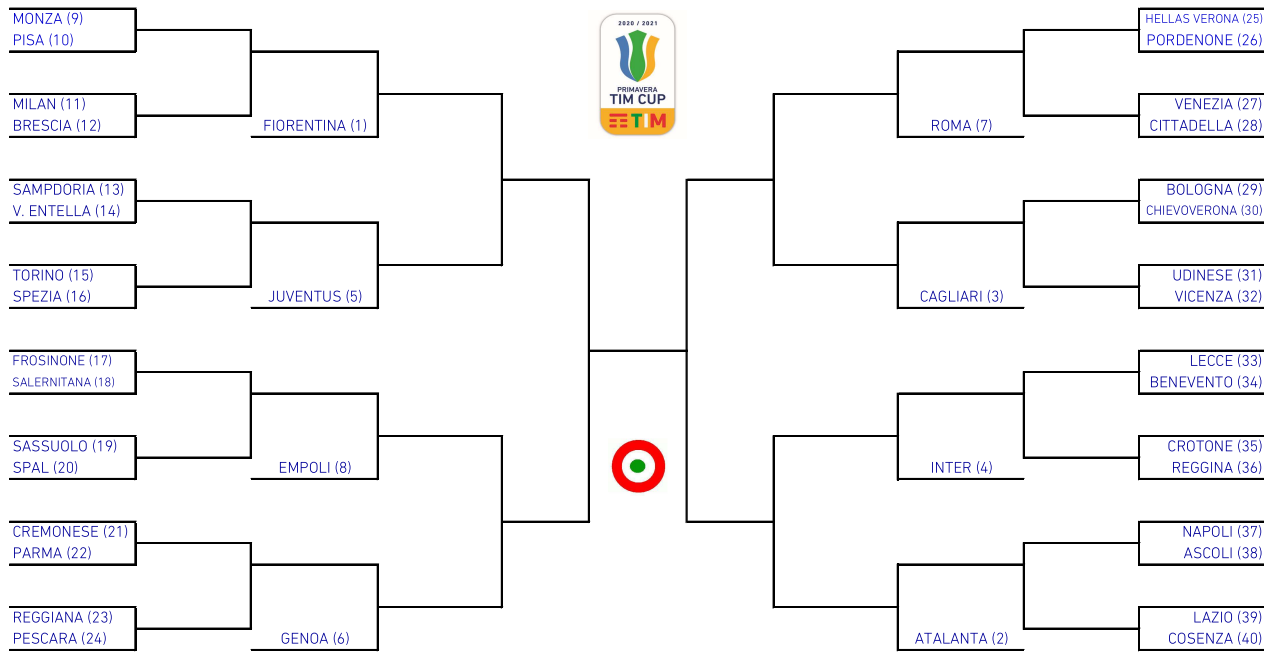 MONZA (9)
PISA (10)
MILAN (11)
BRESCIA (12)
FIORENTINA (1)
SAMPDORIA (13)
V. ENTELLA (14)
TORINO (15)
SPEZIA (16)
JUVENTUS (5)
FROSINONE (17)
SALERNITANA (18)
SASSUOLO (19)
SPAL (20)
EMPOLI (8)
CREMONESE (21)
PARMA (22)
REGGIANA (23)
PESCARA (24)
GENOA (6)
2020 / 2021
PRIMAVERA
TIM CUP
TIM
HELLAS VERONA (25)
PORDENONE (26)
VENEZIA (27)
CITTADELLA (28)
ROMA (7)
BOLOGNA (29)
CHIEVOVERONA (30)
UDINESE (31)
VICENZA (32)
CAGLIARI (3)
LECCE (33)
BENEVENTO (34)
CROTONE (35)
REGGINA (36)
INTER (4)
NAPOLI (37)
ASCOLI (38)
LAZIO (39)
COSENZA (40)
ATALANTA (2)